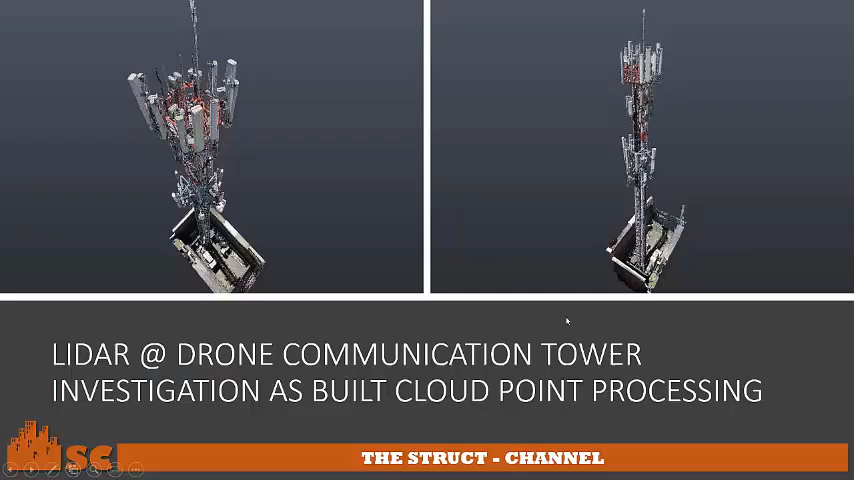 LIDAR @ DRONE COMMUNICATION TOWER
INVESTIGATION AS BUILT CLOUD POINT PROCESSING
SC
THE STRUCT - CHANNEL